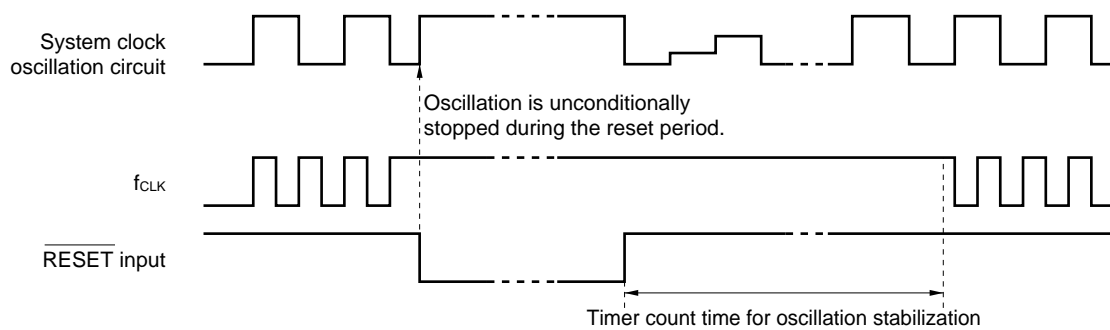 System clock
oscillation circuit
Oscillation is unconditionally
stopped during the reset period.
fCLK
RESET input
Timer count time for oscillation stabilization